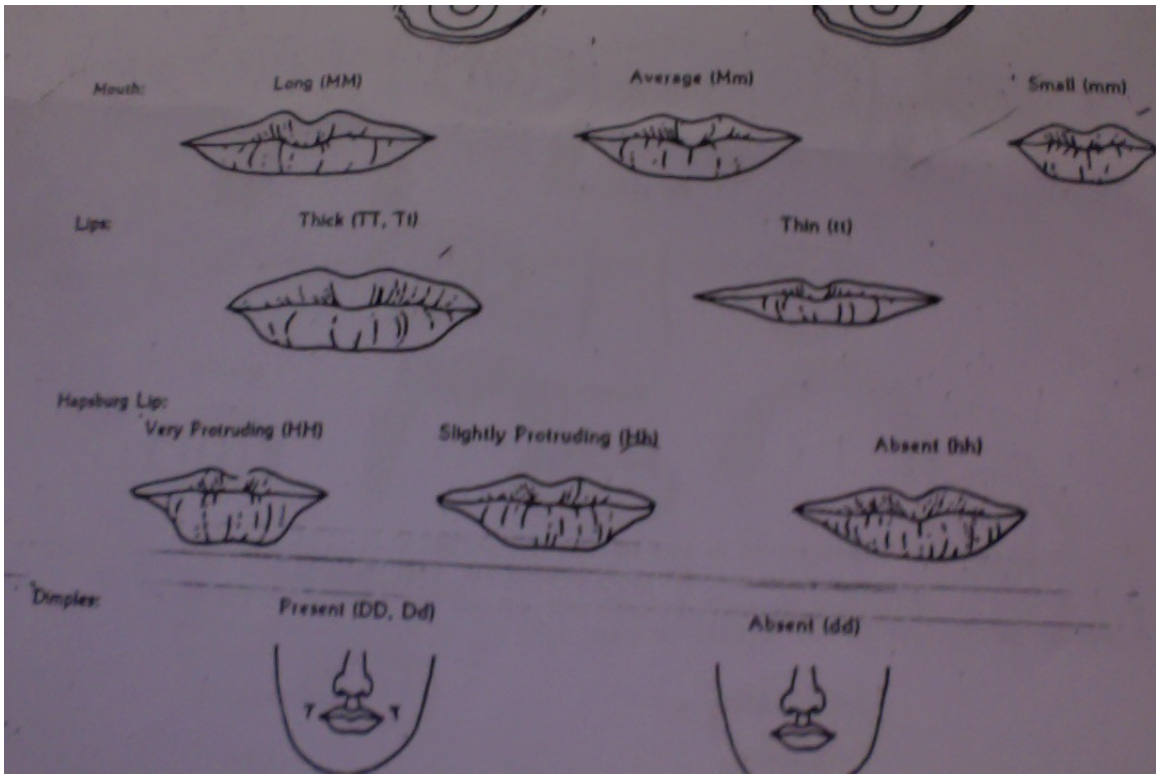 Mouth: Long (MM) Average (Mm) Small (mm)
Lips: Thick (TT, Tt) Thin (tt)
Hapsburg Lip:
Very Protruding (HH) Slightly Protruding (Hh) Absent (hh)
Dimples: Present (DD, Dd) Absent (dd)